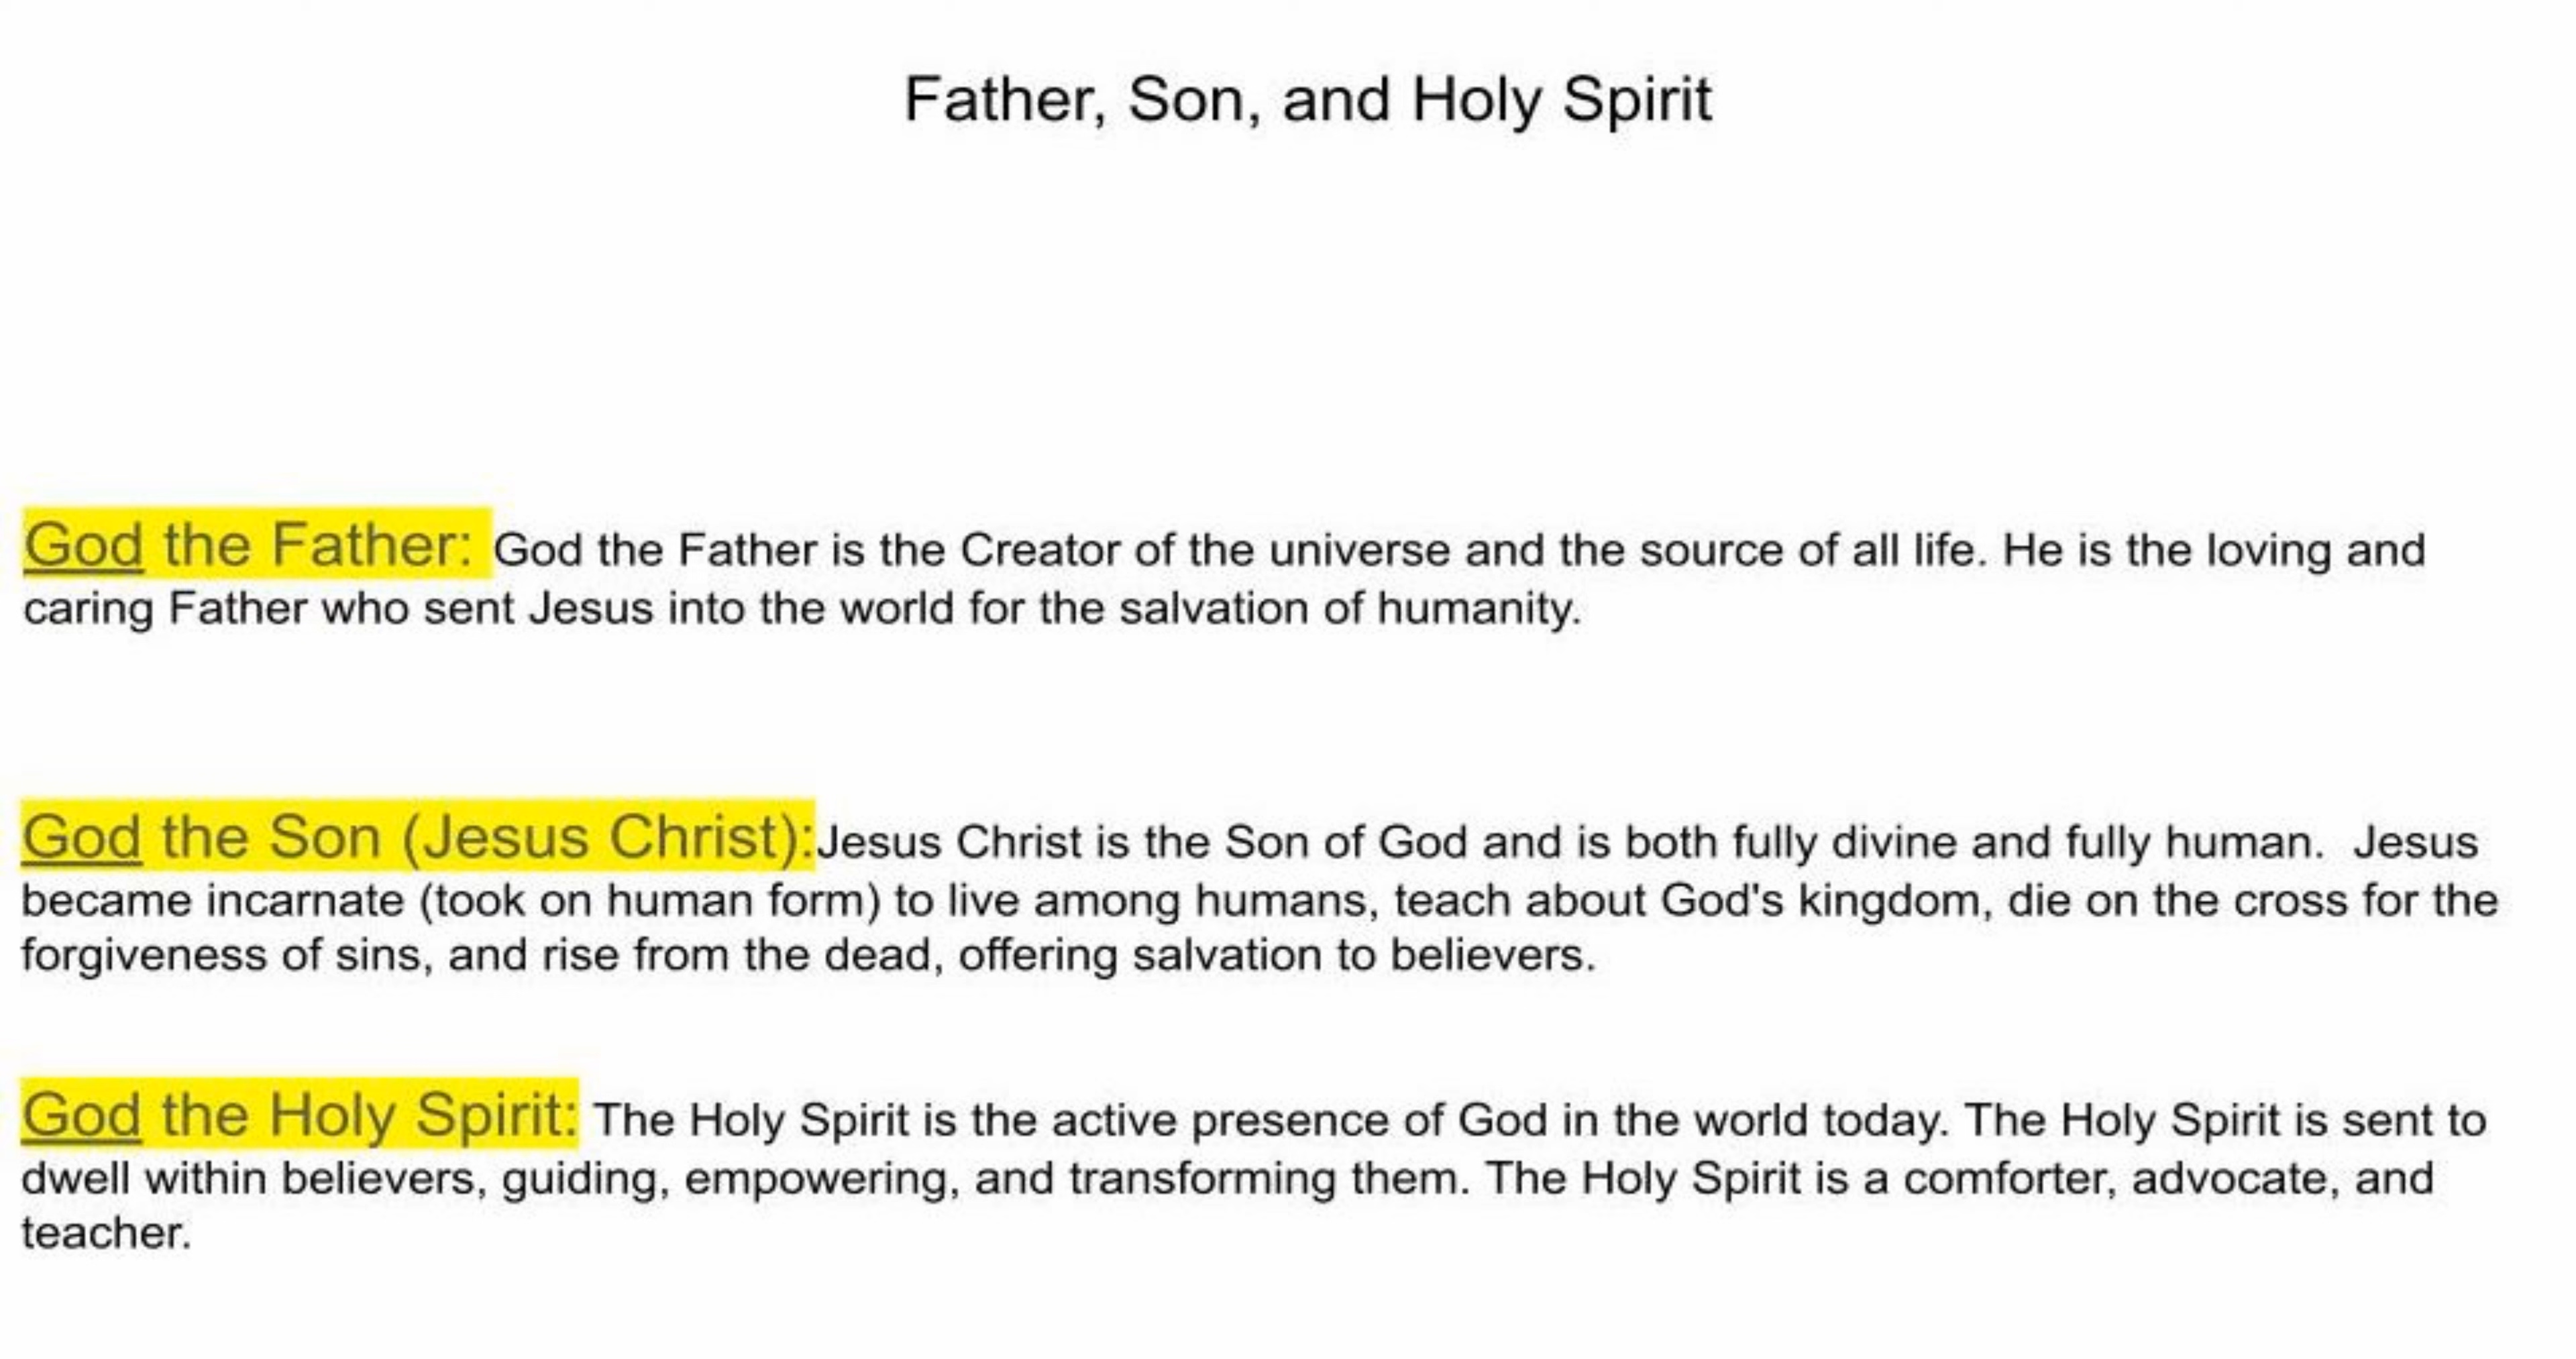 Father, Son, and Holy Spirit
God the Father: God the Father is the Creator of the universe and the source of all life. He is the loving and
caring Father who sent Jesus into the world for the salvation of humanity.
God the Son (Jesus Christ):Jesus Christ is the Son of God and is both fully divine and fully human.  Jesus
became incarnate (took on human form) to live among humans, teach about God's kingdom, die on the cross for the
forgiveness of sins, and rise from the dead, offering salvation to believers.
God the Holy Spirit: The Holy Spirit is the active presence of God in the world today. The Holy Spirit is sent to
dwell within believers, guiding, empowering, and transforming them. The Holy Spirit is a comforter, advocate, and
teacher.